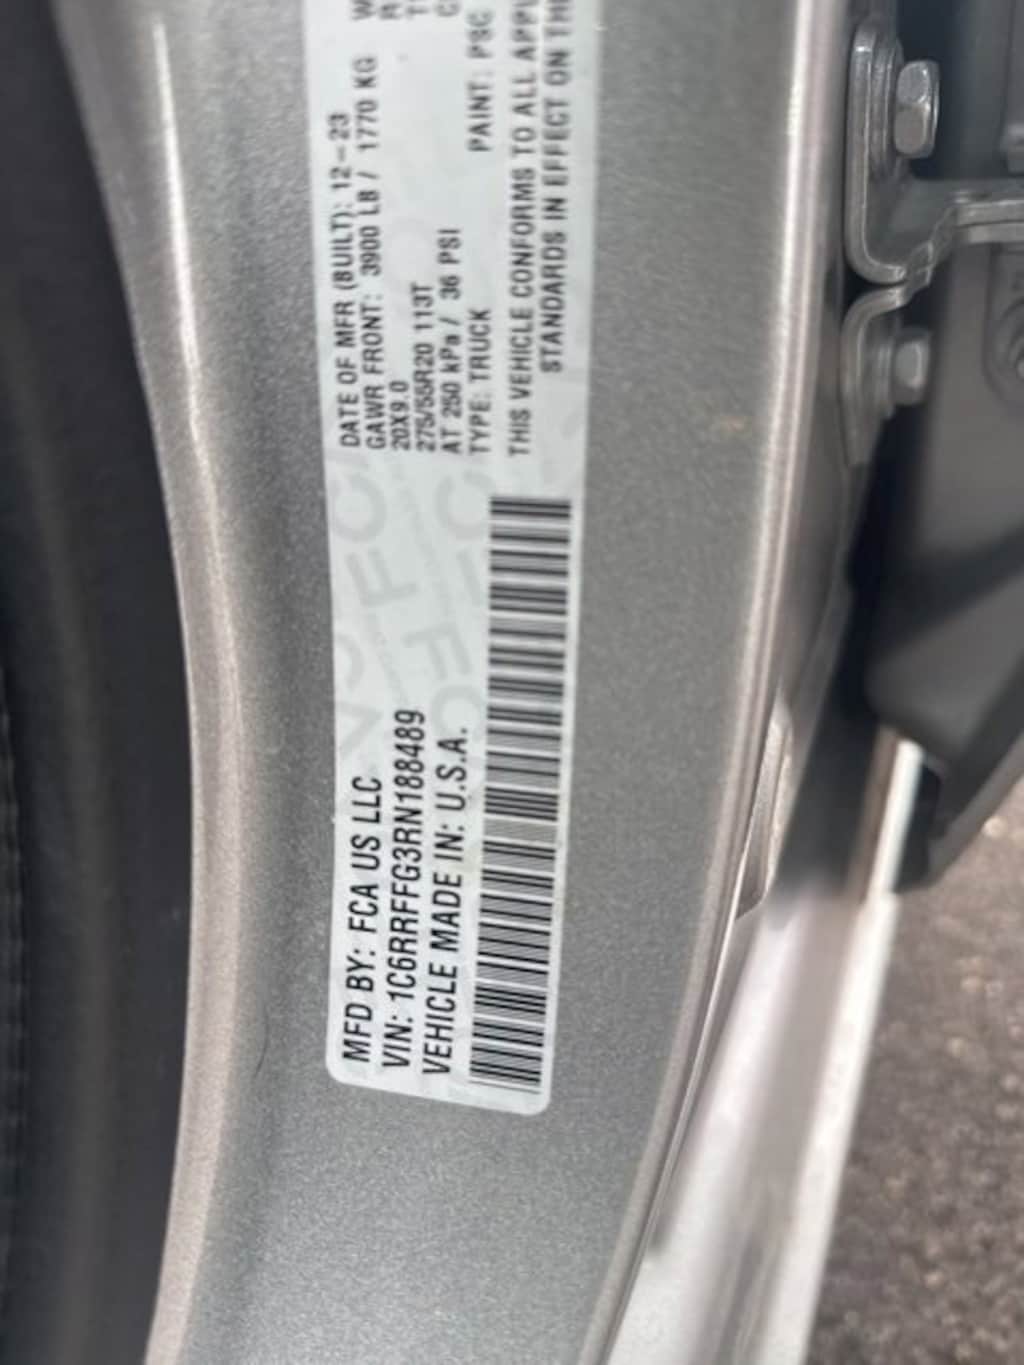 MFD BY: FCA US LLC
VIN: 1C6RRFFG3RN188489
VEHICLE MADE IN: U.S.A.
DATE OF MFR (BUILT): 12-23
GAWR FRONT: 3900 LB / 1770 KG
20X9.0
275/55R20 113T
AT 250 kPa / 36 PSI
TYPE: TRUCK
PAINT: PSC
THIS VEHICLE CONFORMS TO ALL
STANDARDS IN EFFECT ON THE